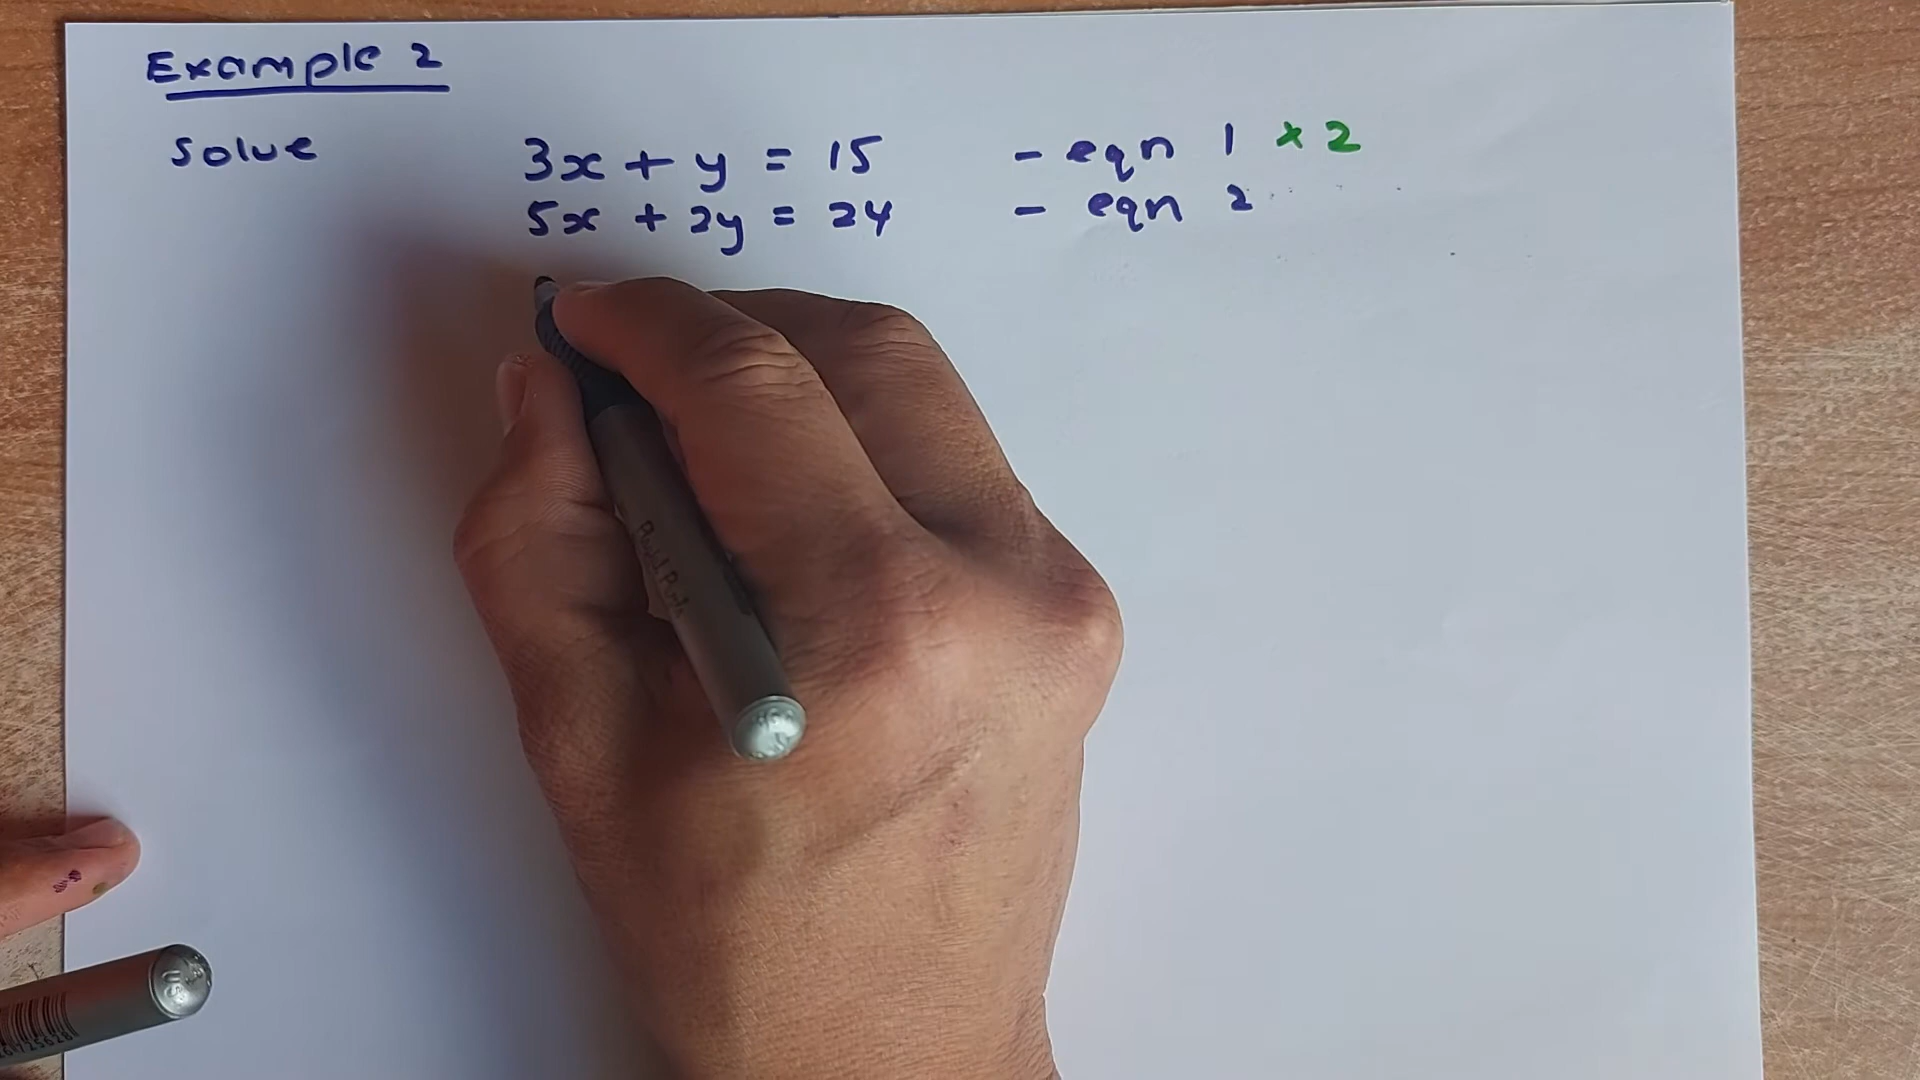 Example 2
Solve 3x + y = 15 - eqn 1 × 2
5x + 2y = 24 - eqn 2